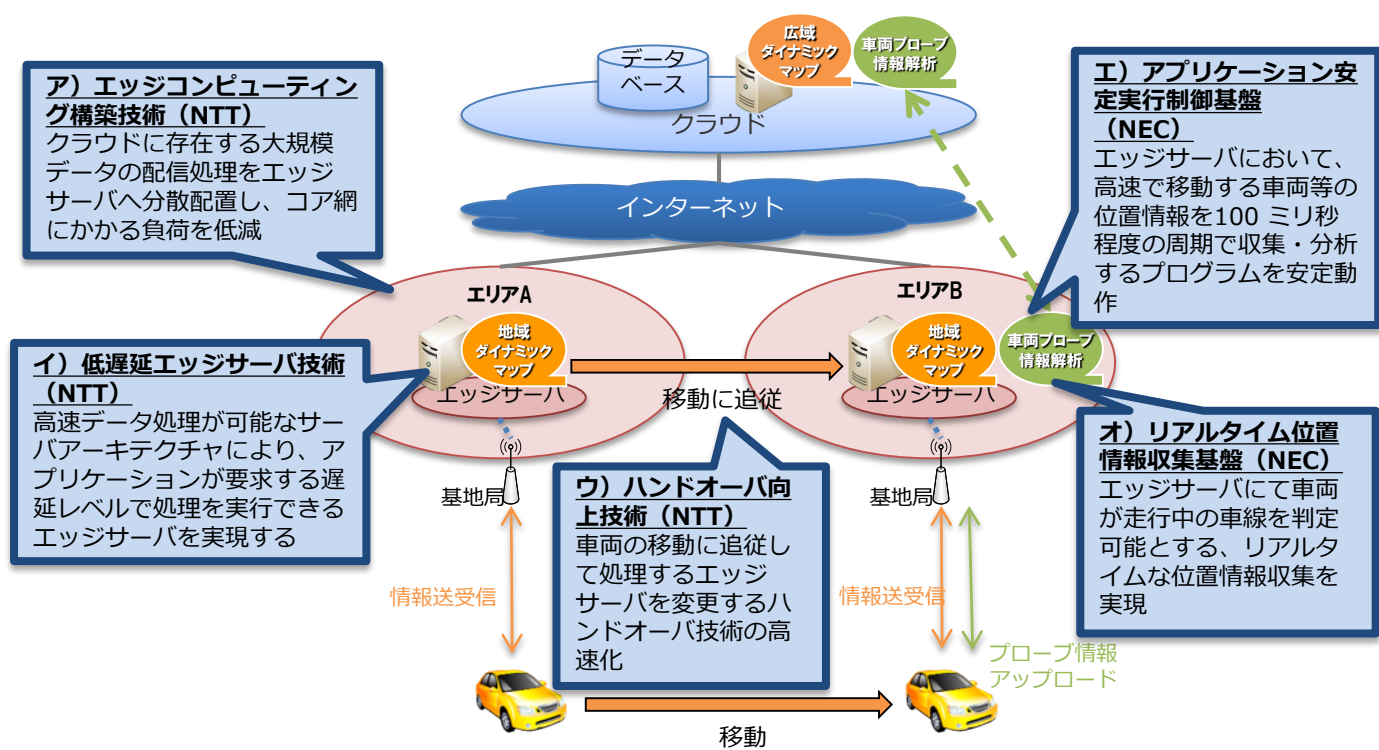 広域
ダイナミック
マップ
車両プローブ
情報解析
データ
ベース
クラウド
ア）エッジコンピューティン
グ構築技術（NTT）
クラウドに存在する大規模
データの配信処理をエッジ
サーバへ分散配置し、コア網
にかかる負荷を低減
エ）アプリケーション安
定実行制御基盤
（NEC）
エッジサーバにおいて、
高速で移動する車両等の
位置情報を100 ミリ秒
程度の周期で収集・分析
するプログラムを安定動
作
インターネット
エリアA
地域
ダイナミック
マップ
エッジサーバ
基地局
エリアB
地域
ダイナミック
マップ
車両プローブ
情報解析
エッジサーバ
基地局
移動に追従
イ）低遅延エッジサーバ技術
（NTT）
高速データ処理が可能なサー
バアーキテクチャにより、ア
プリケーションが要求する遅
延レベルで処理を実行できる
エッジサーバを実現する
ウ）ハンドオーバ向
上技術（NTT）
車両の移動に追従し
て処理するエッジ
サーバを変更するハ
ンドオーバ技術の高
速化
オ）リアルタイム位置
情報収集基盤（NEC）
エッジサーバにて車両
が走行中の車線を判定
可能とする、リアルタ
イムな位置情報収集を
実現
情報送受信
情報送受信
プローブ情報
アップロード
移動